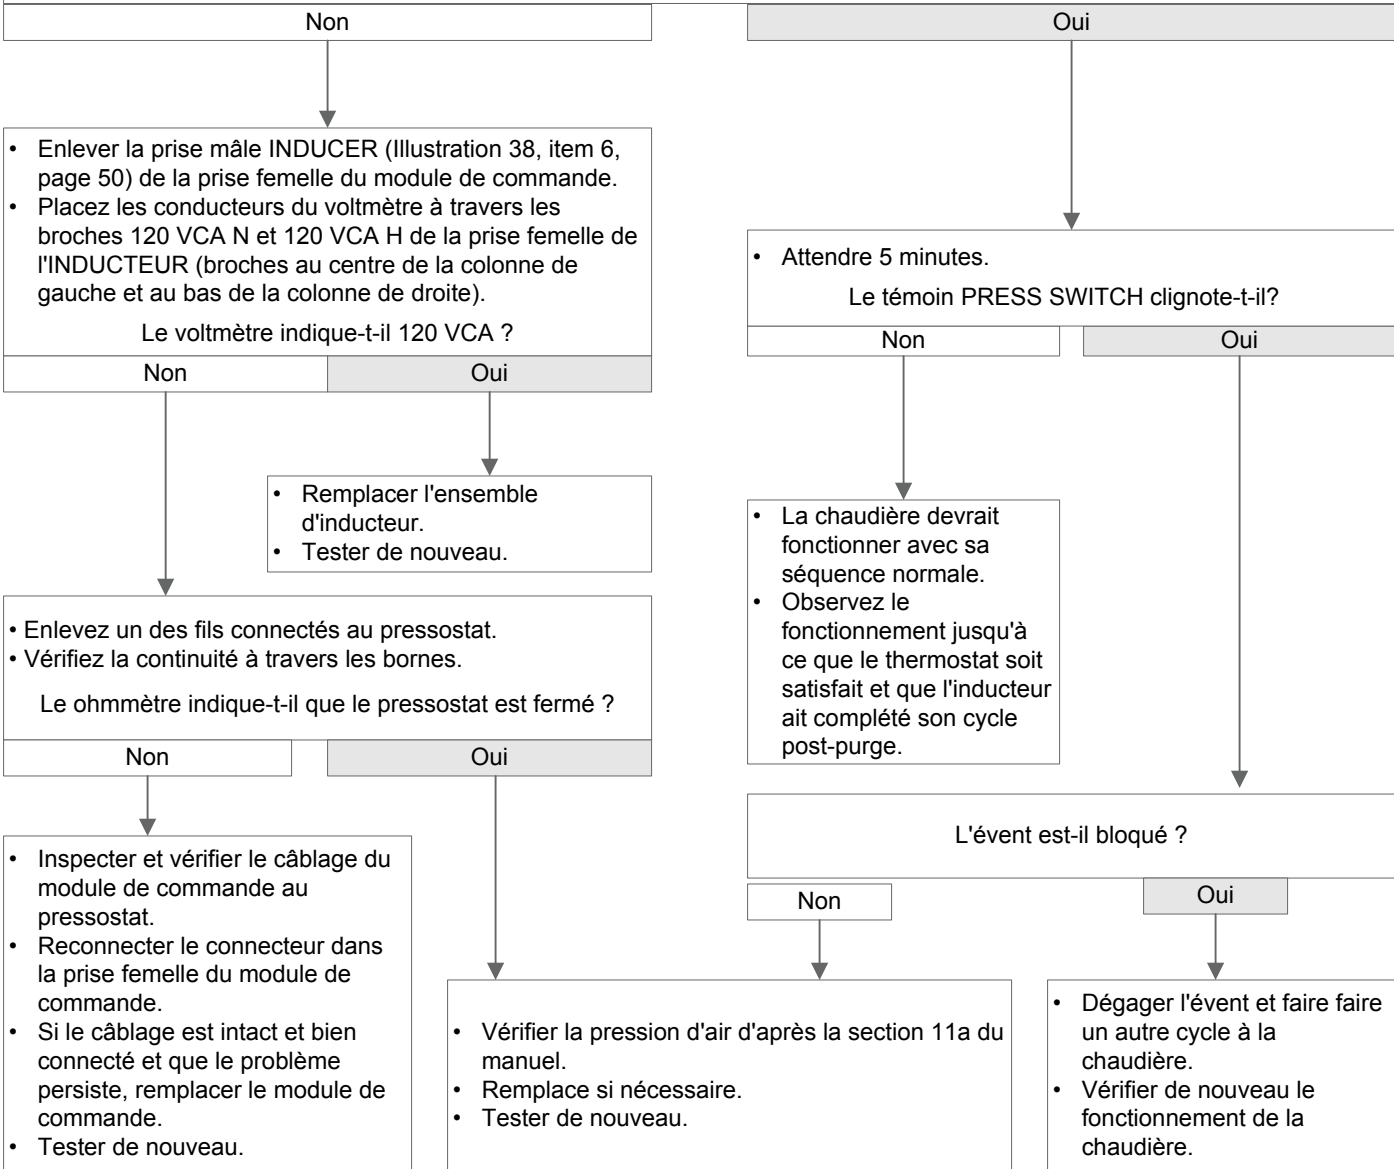 Non
Oui
• Enlever la prise mâle INDUCER (Illustration 38, item 6,
page 50) de la prise femelle du module de commande.
• Placez les conducteurs du voltmètre à travers les
broches 120 VCA N et 120 VCA H de la prise femelle de
l'INDUCTEUR (broches au centre de la colonne de
gauche et au bas de la colonne de droite).
Le voltmètre indique-t-il 120 VCA ?
Non
Oui
• Attendre 5 minutes.
Le témoin PRESS SWITCH clignote-t-il?
Non
Oui
• Remplacer l'ensemble
d'inducteur.
• Tester de nouveau.
• La chaudière devrait
fonctionner avec sa
séquence normale.
• Observez le
fonctionnement jusqu'à
ce que le thermostat soit
satisfait et que l'inducteur
ait complété son cycle
post-purge.
• Enlevez un des fils connectés au pressostat.
• Vérifiez la continuité à travers les bornes.
Le ohmmètre indique-t-il que le pressostat est fermé ?
Non
Oui
L'évent est-il bloqué ?
Non
Oui
• Inspecter et vérifier le câblage du
module de commande au
pressostat.
• Reconnecter le connecteur dans
la prise femelle du module de
commande.
• Si le câblage est intact et bien
connecté et que le problème
persiste, remplacer le module de
commande.
• Tester de nouveau.
• Vérifier la pression d'air d'après la section 11a du
manuel.
• Remplace si nécessaire.
• Tester de nouveau.
• Dégager l'évent et faire faire
un autre cycle à la
chaudière.
• Vérifier de nouveau le
fonctionnement de la
chaudière.